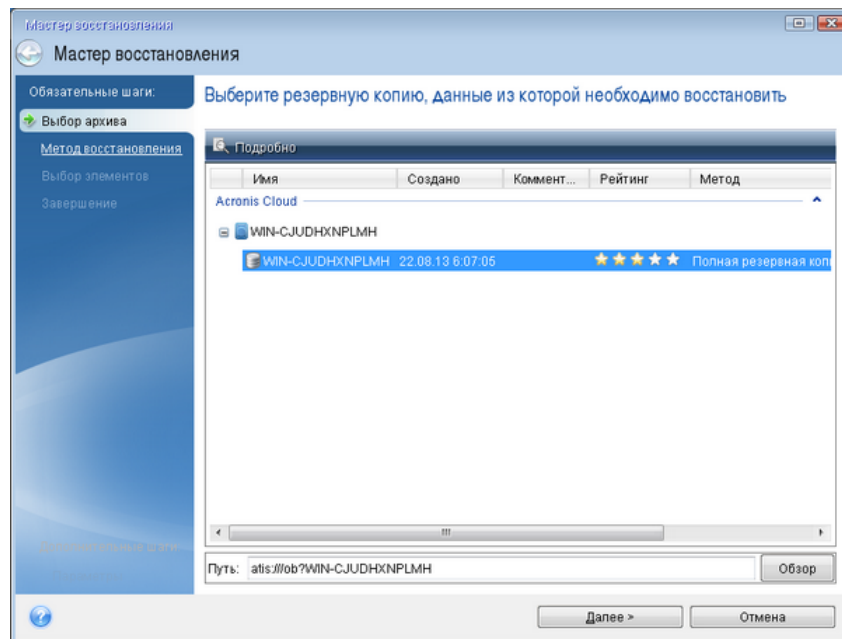 Мастер восстановления
Мастер восстановления
Обязательные шаги:
Выбор архива
Метод восстановления
Выбор элементов
Завершение
Выберите резервную копию, данные из которой необходимо восстановить
Подробно
Имя Создано Коммент... Рейтинг Метод
Acronis Cloud
WIN-CJUDHXNPLMH
WIN-CJUDHXNPLMH 22.08.13 6:07:05 Полная резервная коп
Путь: atis:///ob?WIN-CJUDHXNPLMH Обзор
Далее > Отмена